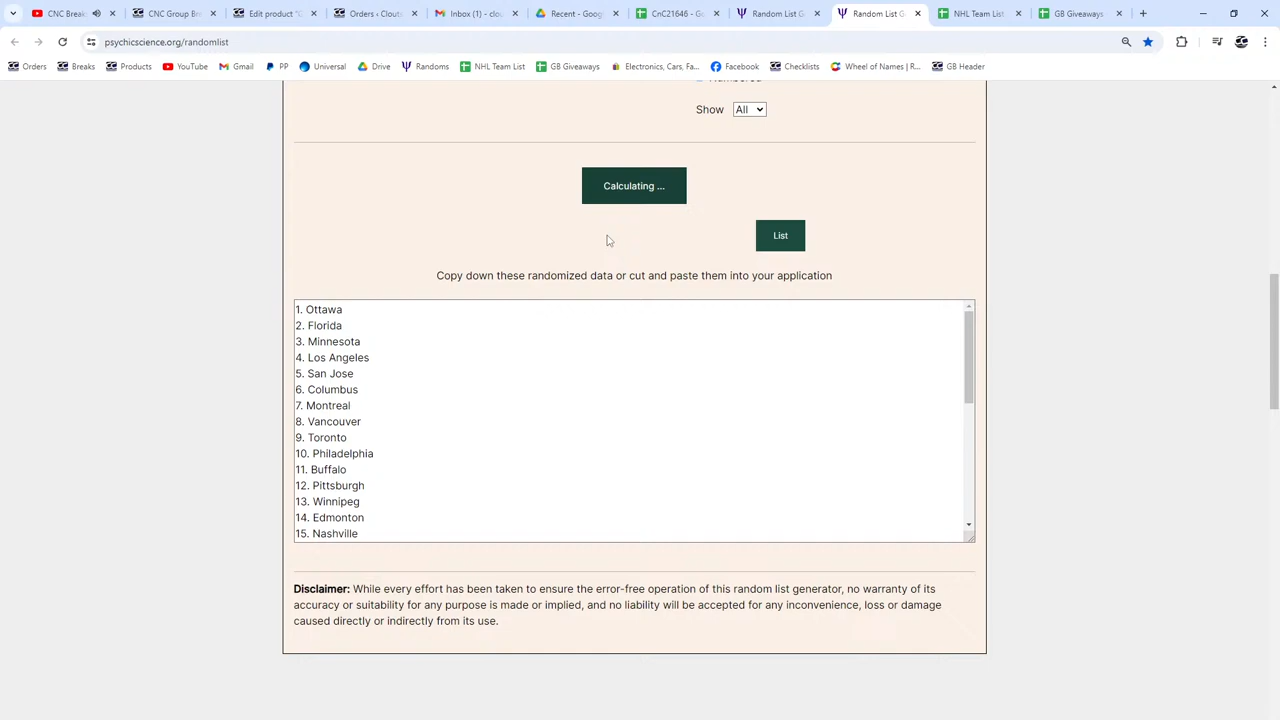 CNC Break
CNC Group Bre
Edit product "C
Orders ‹ Clouts
Inbox (1) - clou
Recent - Goog
CnC21646 - Go
Random List G
Random List G
NHL Team List
GB Giveaways
psychicscience.org/randomlist
Orders
Breaks
Products
YouTube
Gmail
PP
Universal
Drive
Randoms
NHL Team List
GB Giveaways
Electronics, Cars, Fa...
Facebook
Checklists
Wheel of Names | R...
GB Header
Numbered
Show All
Calculating ...
List
Copy down these randomized data or cut and paste them into your application
1. Ottawa
2. Florida
3. Minnesota
4. Los Angeles
5. San Jose
6. Columbus
7. Montreal
8. Vancouver
9. Toronto
10. Philadelphia
11. Buffalo
12. Pittsburgh
13. Winnipeg
14. Edmonton
15. Nashville
Disclaimer: While every effort has been taken to ensure the error-free operation of this random list generator, no warranty of its
accuracy or suitability for any purpose is made or implied, and no liability will be accepted for any inconvenience, loss or damage
caused directly or indirectly from its use.